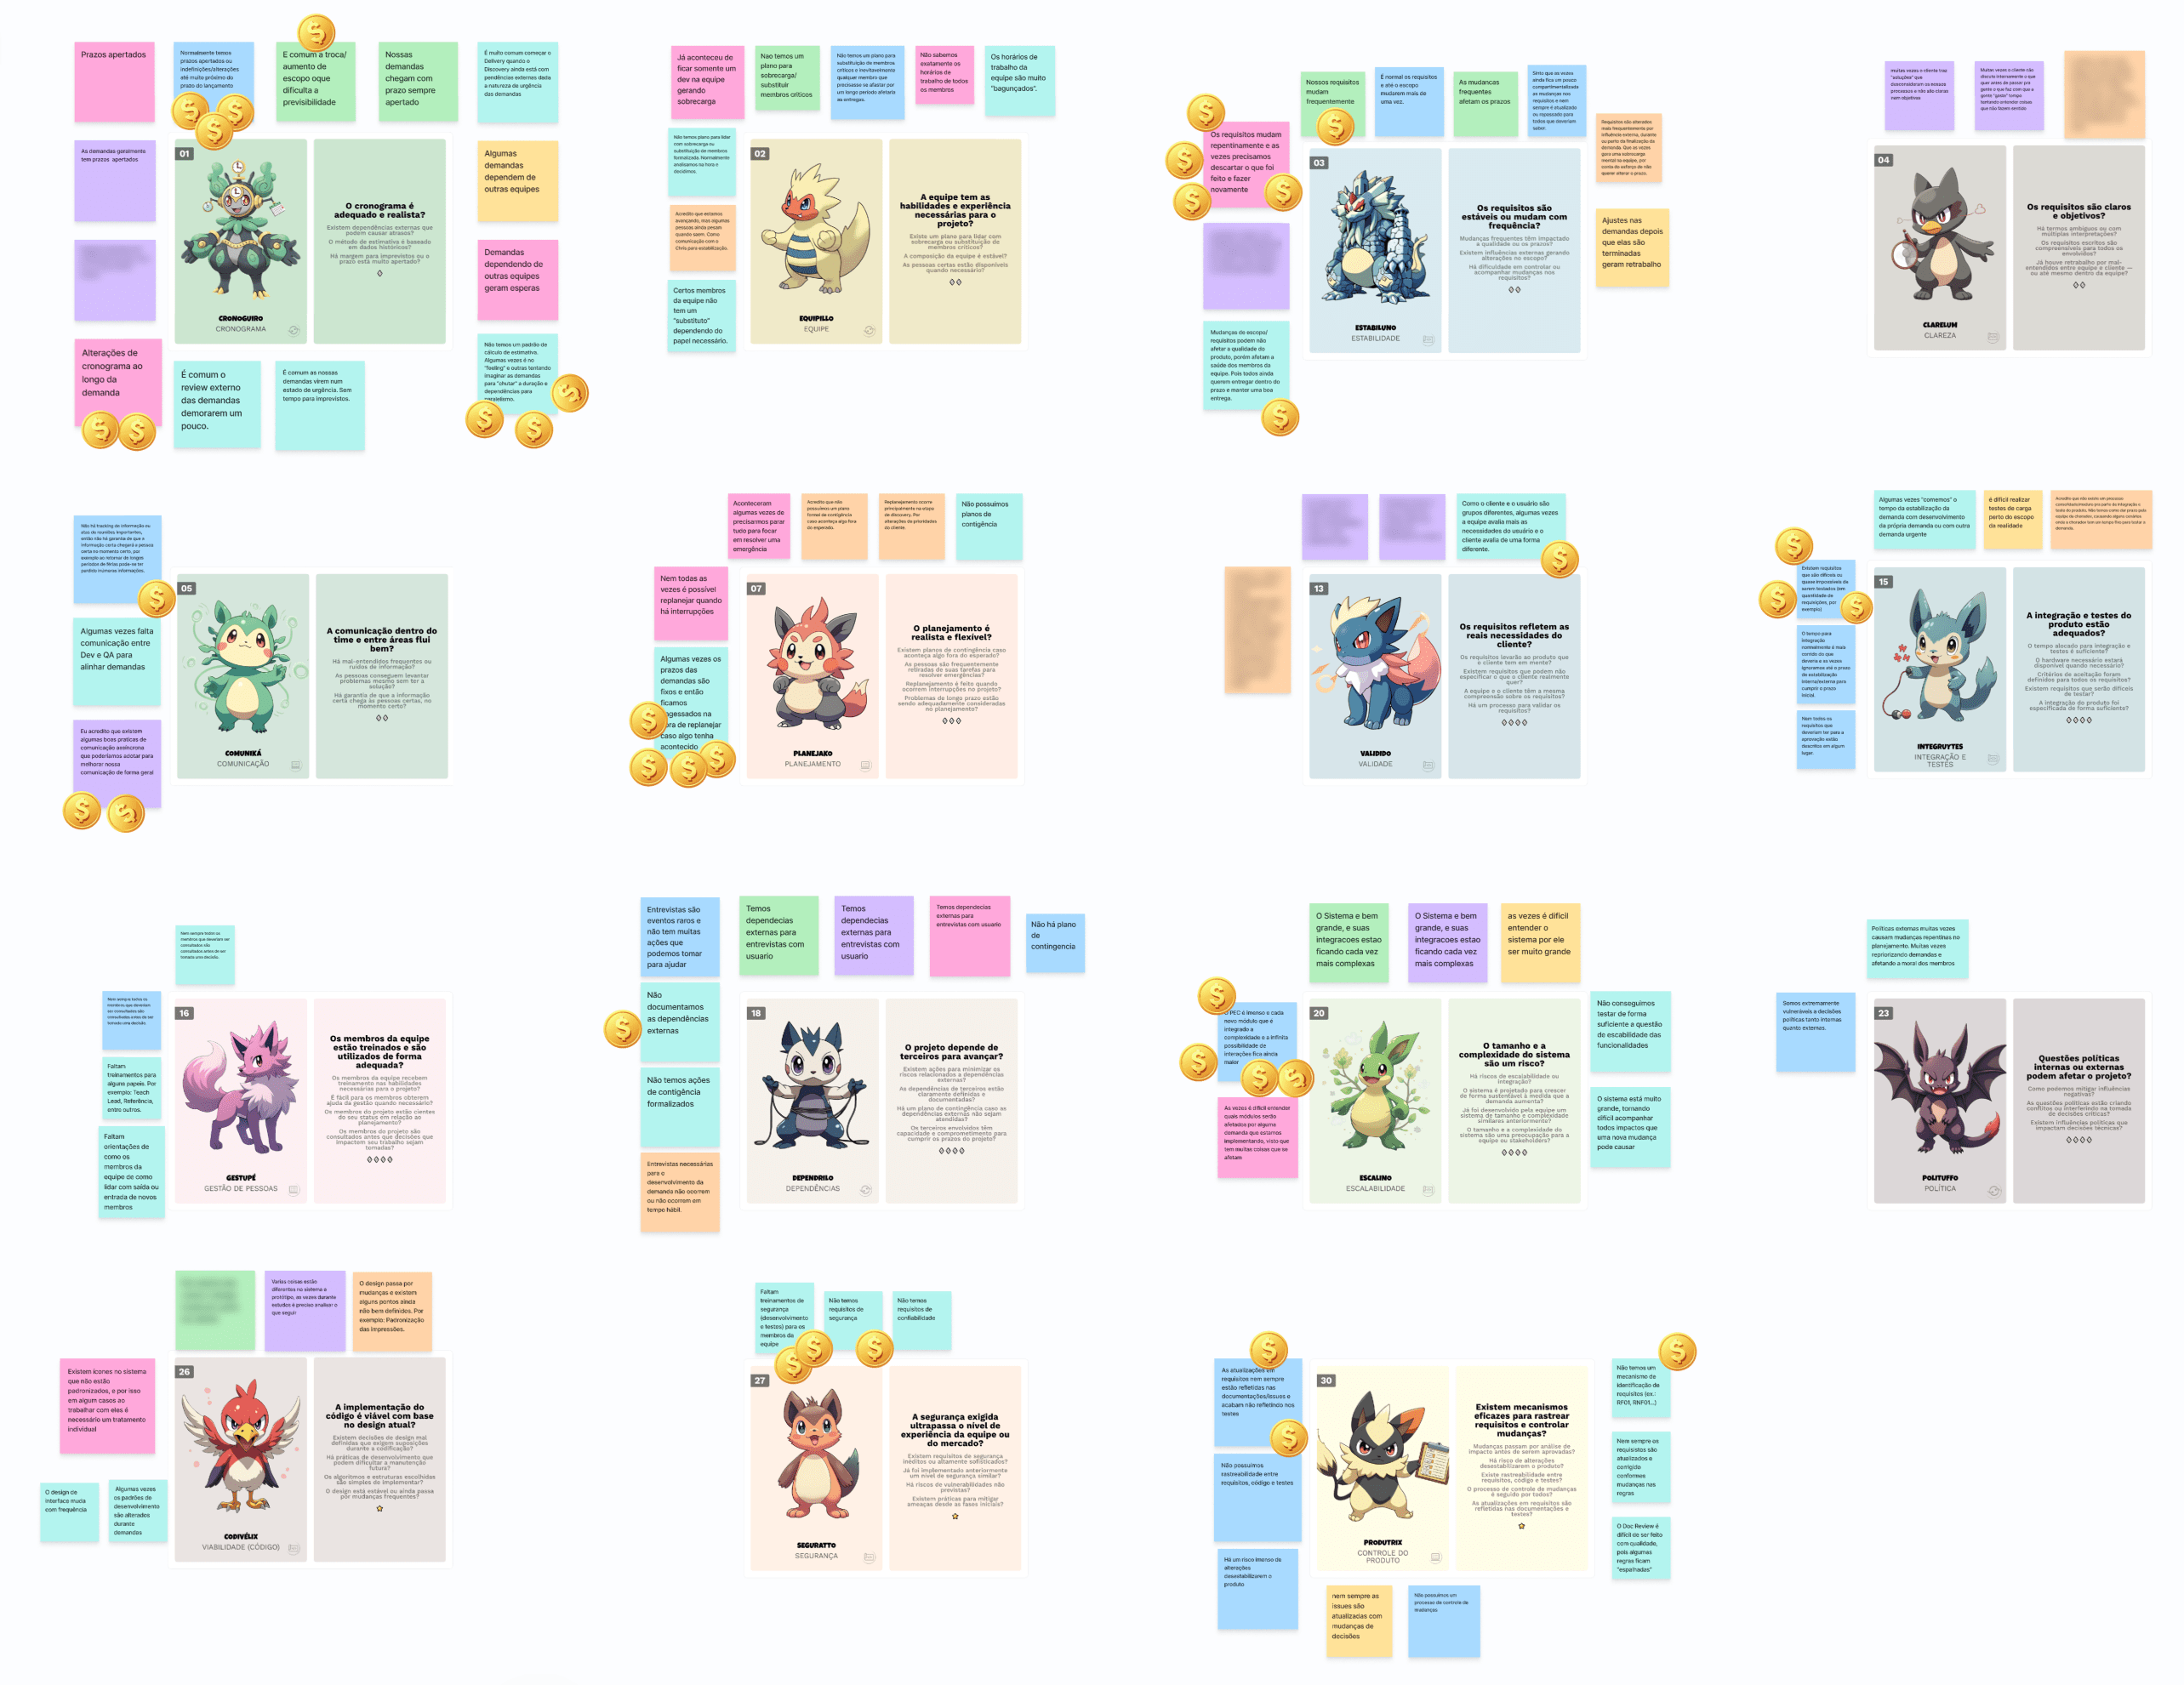 Prazos apertados
Normalmente temos
prazos apertados ou
indefinições/alterações
até muito próximo do
prazo do lançamento
E comum a troca/
aumento de
escopo oque
dificulta a
previsibilidade
Nossas
demandas
chegam com
prazo sempre
apertado
É muito comum começar o
Delivery quando o
Discovery ainda está com
pendências externas dada
a natureza de urgência
das demandas
As demandas geralmente
tem prazos apertados
Algumas
demandas
dependem de
outras equipes
Demandas
dependendo de
outras equipes
geram esperas
Alterações de
cronograma ao
longo da
demanda
É comum o
review externo
das demandas
demorarem um
pouco.
É comum as nossas
demandas virem num
estado de urgência. Sem
tempo para imprevistos.
Não temos um padrão de
cálculo de estimativa.
Algumas vezes é no
"feeling" e outras tentando
imaginar as demandas
para "chutar" a duração e
dependências para
paralelismo.
01
CRONOGUIRO
CRONOGRAMA
O cronograma é
adequado e realista?
Existem dependências externas que
podem causar atrasos?
O método de estimativa é baseado
em dados históricos?
Há margem para imprevistos ou o
prazo está muito apertado?
Já aconteceu de
ficar somente um
dev na equipe
gerando
sobrecarga
Nao temos um
plano para
sobrecarga/
substituir
membros criticos
Não temos um plano para
substituição de membros
críticos e inevitavelmente
qualquer membro que
precisasse se afastar por
um longo período afetaria
as entregas.
Não sabemos
exatamente os
horários de
trabalho de todos
os membros
Os horários de
trabalho da
equipe são muito
"bagunçados".
Não temos plano para lidar
com sobrecarga ou
substituição de membros
formalizada. Normalmente
analisamos na hora e
decidimos.
Acredito que estamos
avançando, mas algumas
pessoas ainda pesam
quando saem. Como
comunicação com o
Chris para estabilização.
Certos membros
da equipe não
tem um
"substituto"
dependendo do
papel necessário.
02
EQUIPILLO
EQUIPE
A equipe tem as
habilidades e experiência
necessárias para o
projeto?
Existe um plano para lidar com
sobrecarga ou substituição de
membros críticos?
A composição da equipe é estável?
As pessoas certas estão disponíveis
quando necessário?
Nossos requisitos
mudam
frequentemente
É normal os requisitos
e até o escopo
mudarem mais de
uma vez.
As mudanças
frequentes
afetam os prazos
Sinto que as vezes
ainda fica um pouco
compartimentalizado
as mudanças nos
requisitos e nem
sempre é atualizado
ou repassado para
todos que deveriam
saber.
Os requisitos mudam
repentinamente e as
vezes precisamos
descartar o que foi
feito e fazer
novamente
Mudanças de escopo/
requisitos podem não
afetar a qualidade do
produto, porém afetam a
saúde dos membros da
equipe. Pois todos ainda
querem entregar dentro do
prazo e manter uma boa
entrega.
Requisitos são alterados
mais frequentemente por
influência externa, durante
ou perto da finalização da
demanda. Que as vezes
gera uma sobrecarga
mental na equipe, por
conta do esforço de não
querer alterar o prazo.
Ajustes nas
demandas depois
que elas são
terminadas
geram retrabalho
03
ESTABILUNO
ESTABILIDADE
Os requisitos são
estáveis ou mudam com
frequência?
Mudanças frequentes têm impactado
a qualidade ou os prazos?
Existem influências externas gerando
alterações no escopo?
Há dificuldade em controlar ou
acompanhar mudanças nos
requisitos?
muitas vezes o cliente traz
"soluções" que
desconsideram os nossos
processos e não são claras
nem objetivas
Muitas vezes o cliente não
discute internamente o que
quer antes de passar pra
gente o que faz com que a
gente "gaste" tempo
tentando entender coisas
que não fazem sentido
04
CLARELUM
CLAREZA
Os requisitos são claros
e objetivos?
Há termos ambíguos ou com
múltiplas interpretações?
Os requisitos escritos são
compreensíveis para todos os
envolvidos?
Já houve retrabalho por mal-
entendidos entre equipe e cliente —
ou até mesmo dentro da equipe?
Não há tracking de informação ou
atas de reuniões importantes,
então não há garantia de que a
informação certa chegará a pessoa
certa no momento certo, por
exemplo ao retornar de longos
períodos de férias pode-se ter
perdido inúmeras informações.
Algumas vezes falta
comunicação entre
Dev e QA para
alinhar demandas
Eu acredito que existem
algumas boas práticas de
comunicação assíncrona
que poderíamos adotar para
melhorar nossa
comunicação de forma geral
05
COMUNIKÁ
COMUNICAÇÃO
A comunicação dentro do
time e entre áreas flui
bem?
Há mal-entendidos frequentes ou
ruídos de informação?
As pessoas conseguem levantar
problemas mesmo sem ter a
solução?
Há garantia de que a informação
certa chega às pessoas certas, no
momento certo?
Aconteceram
algumas vezes de
precisarmos parar
tudo para focar
em resolver uma
emergência
Acredito que não
possuímos um plano
formal de contigência
caso aconteça algo fora
do esperado.
Replanejamento ocorre
principalmente na etapa
de discovery, Por
alterações de prioridades
do cliente.
Não possuímos
planos de
contigência
Nem todas as
vezes é possível
replanejar quando
há interrupções
Algumas vezes os
prazos das
demandas são
fixos e então
ficamos
engessados na
hora de replanejar
caso algo tenha
acontecido
07
PLANEJAKO
PLANEJAMENTO
O planejamento é
realista e flexível?
Existem planos de contingência caso
aconteça algo fora do esperado?
As pessoas são frequentemente
retiradas de suas tarefas para
resolver emergências?
Replanejamento é feito quando
ocorrem interrupções no projeto?
Problemas de longo prazo estão
sendo adequadamente considerados
no planejamento?
Como o cliente e o usuário são
grupos diferentes, algumas vezes
a equipe avalia mais as
necessidades do usuário e o
cliente avalia de uma forma
diferente.
13
VALIDIDO
VALIDADE
Os requisitos refletem as
reais necessidades do
cliente?
Os requisitos levarão ao produto que
o cliente tem em mente?
Existem requisitos que podem não
especificar o que o cliente realmente
quer?
A equipe e o cliente têm a mesma
compreensão sobre os requisitos?
Há um processo para validar os
requisitos?
Algumas vezes "comemos" o
tempo da estabilização da
demanda com desenvolvimento
da própria demanda ou com outra
demanda urgente
é dificil realizar
testes de carga
perto do escopo
da realidade
Existem requisitos
que são difíceis ou
quase impossíveis de
serem testados (em
quantidade de
requisições, por
exemplo)
O tempo para
integração
normalmente é mais
corrido do que
deveria e as vezes
ignoramos até o prazo
de estabilização
interna/externa para
cumprir o prazo
inicial
Nem todos os
requisitos que
deveriam ter para a
aprovação estão
descritos em algum
lugar.
15
INTEGRUYTES
INTEGRAÇÃO E
TESTES
A integração e testes do
produto estão
adequados?
O tempo alocado para integração e
testes é suficiente?
O hardware necessário estará
disponível quando necessário?
Critérios de aceitação foram
definidos para todos os requisitos?
Existem requisitos que serão difíceis
de testar?
A integração do produto foi
especificada de forma suficiente?
Nem sempre todos os
membros que deveriam ser
consultados são
consultados antes de ser
tomada uma decisão.
Nem sempre todos os
membros que deveriam
ser consultados são
consultados antes de ser
tomada uma decisão.
Faltam
treinamentos para
alguns papeis. Por
exemplo: Teach
Lead, Referência,
entre outros.
Faltam
orientações de
como os
membros da
equipe de como
lidar com saída ou
entrada de novos
membros
16
GESTUPÉ
GESTÃO DE PESSOAS
Os membros da equipe
estão treinados e são
utilizados de forma
adequada?
Os membros da equipe recebem
treinamento nas habilidades
necessárias para o projeto?
É fácil para os membros obterem
ajuda da gestão quando necessário?
Os membros do projeto estão cientes
do seu status em relação ao
planejamento?
Os membros do projeto são
consultados antes que decisões que
impactem seu trabalho sejam
tomadas?
Entrevistas são
eventos raros e
não tem muitas
ações que
podemos tomar
para ajudar
Temos
dependecias
externas para
entrevistas com
usuario
Temos
dependecias
externas para
entrevistas com
usuario
Temos dependecias
externas para
entrevistas com usuario
Não há plano
de
contingencia
Não
documentamos
as dependências
externas
Não temos ações
de contigência
formalizados
Entrevistas necessárias
para o
desenvolvimento da
demanda não ocorrem
ou não ocorrem em
tempo hábil.
18
DEPENDRILO
DEPENDÊNCIAS
O projeto depende de
terceiros para avançar?
Existem ações para minimizar os
riscos relacionados a dependências
externas?
As dependências de terceiros estão
claramente definidas e
documentadas?
Há um plano de contingência caso as
dependências externas não sejam
atendidas?
Os terceiros envolvidos têm
capacidade e comprometimento para
cumprir os prazos do projeto?
O Sistema e bem
grande, e suas
integracoes estao
ficando cada vez
mais complexas
O Sistema e bem
grande, e suas
integracoes estao
ficando cada vez
mais complexas
as vezes é dificil
entender o
sistema por ele
ser muito grande
O PEC é imenso e cada
novo módulo que é
integrado a
complexidade e a infinita
possibilidade de
interações fica ainda
maior
As vezes é difícil entender
quais módulos serão
afetados por alguma
demanda que estamos
implementando, visto que
tem muitas coisas que se
afetam
Não conseguimos
testar de forma
suficiente a questão
de escabilidade das
funcionalidades
O sistema está muito
grande, tornando
difícil acompanhar
todos impactos que
uma nova mudança
pode causar
20
ESCALINO
ESCALABILIDADE
O tamanho e a
complexidade do sistema
são um risco?
Há riscos de escalabilidade ou
integração?
O sistema é projetado para crescer
de forma sustentável à medida que a
demanda aumenta?
Já foi desenvolvido pela equipe um
sistema de tamanho e complexidade
similares anteriormente?
O tamanho e a complexidade do
sistema são uma preocupação para a
equipe ou stakeholders?
Políticas externas muitas vezes
causam mudanças repentinas no
planejamento. Muitas vezes
repriorizando demandas e
afetando a moral dos membros
Somos extremamente
vulneráveis a decisões
políticas tanto internas
quanto externas.
23
POLITUFFO
POLÍTICA
Questões políticas
internas ou externas
podem afetar o projeto?
Como podemos mitigar influências
negativas?
As questões políticas estão criando
conflitos ou interferindo na tomada
de decisões críticas?
Existem influências políticas que
impactam decisões técnicas?
Varias coisas estão
diferentes no sistema e
protótipo, as vezes durante
estudos é preciso analisar o
que seguir
O design passa por
mudanças e existem
alguns pontos ainda
não bem definidos. Por
exemplo: Padronização
das impressões.
Existem ícones no sistema
que não estão
padronizados, e por isso
em algum casos ao
trabalhar com eles é
necessário um tratamento
individual
O design de
interface muda
com frequência
Algumas vezes
os padrões de
desenvolvimento
são alterados
durante
demandas
26
CODIVÉLIX
VIABILIDADE (CÓDIGO)
A implementação do
código é viável com base
no design atual?
Existem decisões de design mal
definidas que exigem suposições
durante a codificação?
Há práticas de desenvolvimento que
podem dificultar a manutenção
futura?
Os algoritmos e estruturas escolhidas
são simples de implementar?
O design está estável ou ainda passa
por mudanças frequentes?
Faltam
treinamentos de
segurança
(desenvolvimento
e testes) para os
membros da
equipe
Não temos
requisitos de
segurança
Não temos
requisitos de
confiabilidade
27
SEGURATTO
SEGURANÇA
A segurança exigida
ultrapassa o nível de
experiência da equipe ou
do mercado?
Existem requisitos de segurança
inéditos ou altamente sofisticados?
Já foi implementado anteriormente
um nível de segurança similar?
Há riscos de vulnerabilidades não
previstas?
Existem práticas para mitigar
ameaças desde as fases iniciais?
As atualizações em
requisitos nem sempre
estão refletidas nas
documentações/issues e
acabam não refletindo nos
testes
Não possuímos
rastreabilidade entre
requisitos, código e testes
Há um risco imenso de
alterações
desestabilizarem o
produto
nem sempre as
issues são
atualizadas com
mudanças de
decisões
Não possuímos um
processo de controle de
mudanças
Não temos um
mecanismo de
identificação de
requisitos (ex.:
RF01, RNF01...)
Nem sempre os
requisistos são
atualizados e
corrigido
conformes
mudanças nas
regras
O Doc Review é
difícil de ser feito
com qualidade,
pois algumas
regras ficam
"espalhadas"
30
PRODUTRIX
CONTROLE DO
PRODUTO
Existem mecanismos
eficazes para rastrear
requisitos e controlar
mudanças?
Mudanças passam por análise de
impacto antes de serem aprovadas?
Há risco de alterações
desestabilizarem o produto?
Existe rastreabilidade entre
requisitos, código e testes?
O processo de controle de mudanças
é seguido por todos?
As atualizações em requisitos são
refletidas nas documentações e
testes?